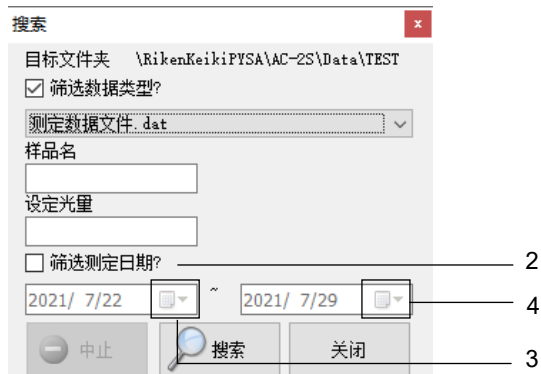 搜索
x
目标文件夹 \RikenKeikiPYSA\AC-2S\Data\TEST
筛选数据类型?
测定数据文件.dat
样品名
设定光量
筛选测定日期? 2
2021/ 7/22 ~ 2021/ 7/29 4
中止 搜索 关闭 3